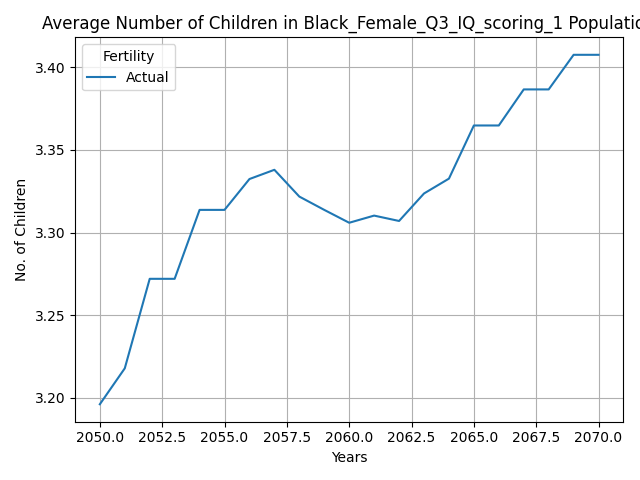 Average Number of Children in Black_Female_Q3_IQ_scoring_1 Populatio
Fertility
Actual
3.40
3.35
3.30
3.25
3.20
No. of Children
2050.0 2052.5 2055.0 2057.5 2060.0 2062.5 2065.0 2067.5 2070.0
Years